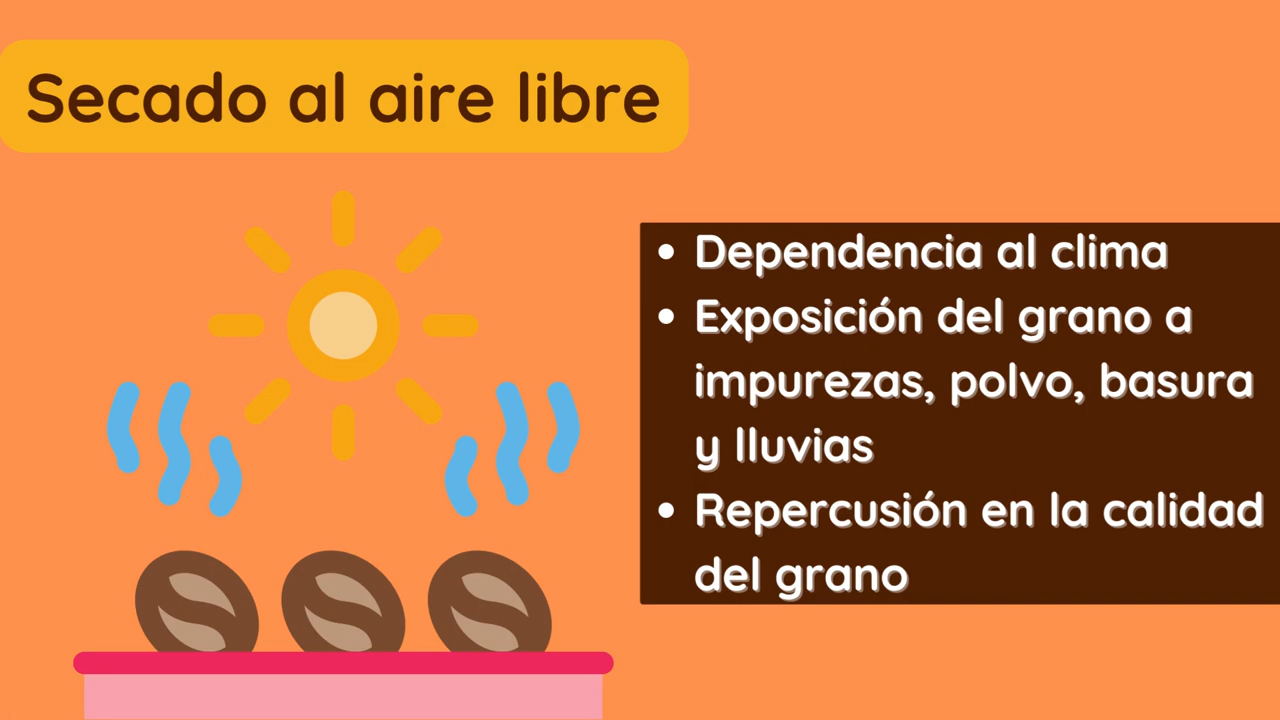 Secado al aire libre
• Dependencia al clima
• Exposición del grano a
impurezas, polvo, basura
y lluvias
• Repercusión en la calidad
del grano